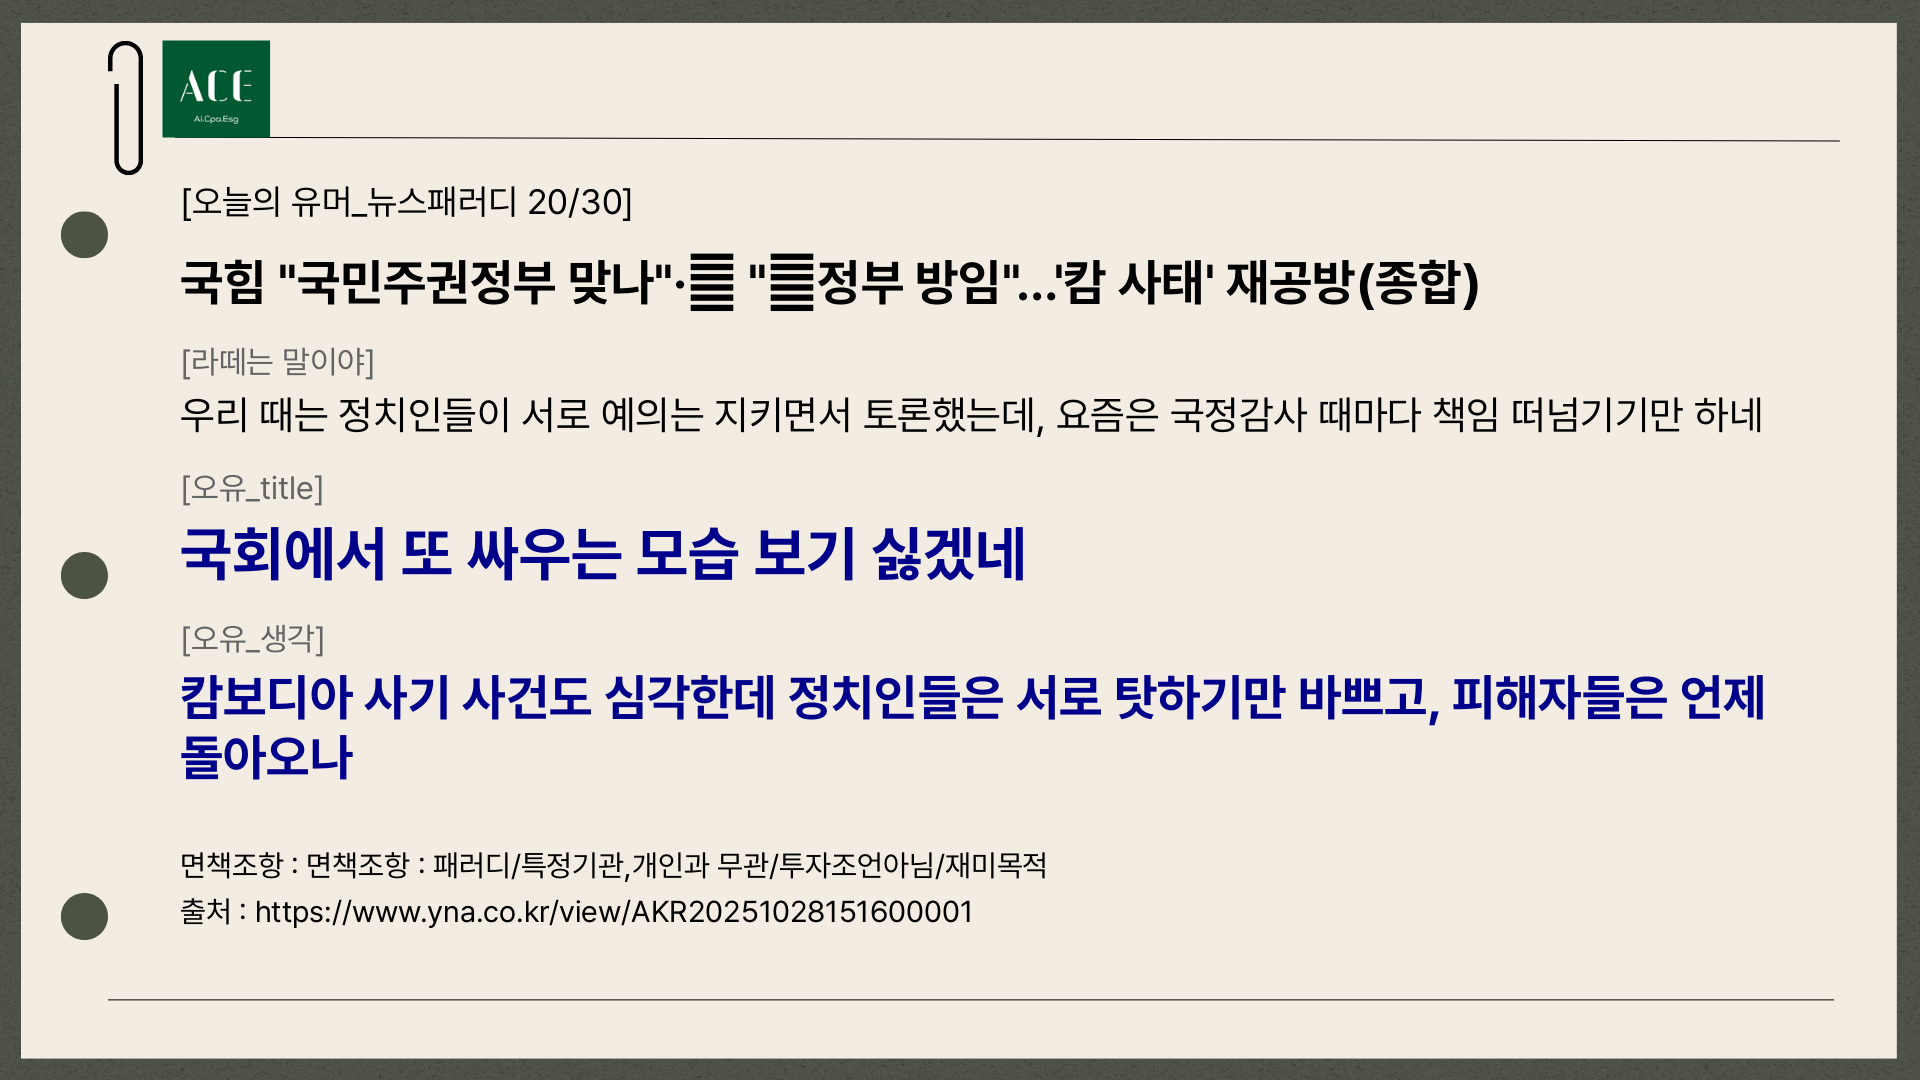 ACE
Ai.Cpa.Esg
[오늘의 유머_뉴스패러디 20/30]
국힘 "국민주권정부 맞나"· "정부 방임"...'캄 사태' 재공방(종합)
[라떼는 말이야]
우리 때는 정치인들이 서로 예의는 지키면서 토론했는데, 요즘은 국정감사 때마다 책임 떠넘기기만 하네
[오유_title]
국회에서 또 싸우는 모습 보기 싫겠네
[오유_생각]
캄보디아 사기 사건도 심각한데 정치인들은 서로 탓하기만 바쁘고, 피해자들은 언제
돌아오나
면책조항 : 면책조항 : 패러디/특정기관,개인과 무관/투자조언아님/재미목적
출처 : https://www.yna.co.kr/view/AKR20251028151600001